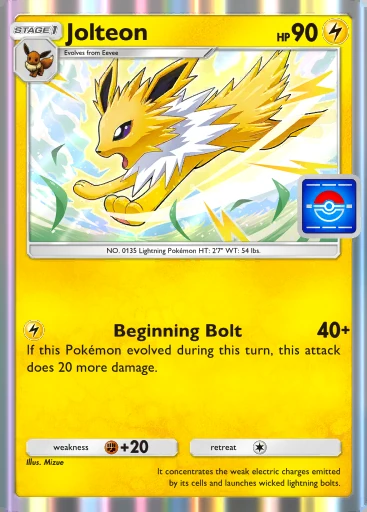 STAGE 1
Jolteon
HP 90
Evolves from Eevee
NO. 0135 Lightning Pokémon HT: 2'7" WT: 54 lbs.
Beginning Bolt 40+
If this Pokémon evolved during this turn, this attack
does 20 more damage.
weakness +20 retreat
Illus. Mizue
It concentrates the weak electric charges emitted
by its cells and launches wicked lightning bolts.